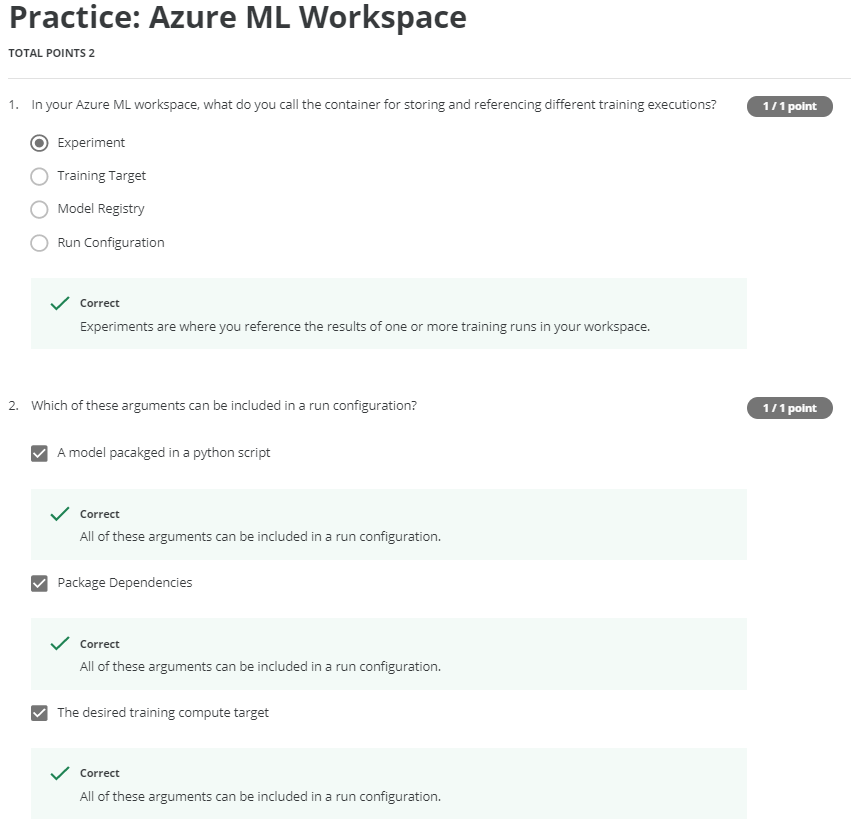 Practice: Azure ML Workspace
TOTAL POINTS 2
1. In your Azure ML workspace, what do you call the container for storing and referencing different training executions?
1 / 1 point
Experiment
Training Target
Model Registry
Run Configuration
Correct
Experiments are where you reference the results of one or more training runs in your workspace.
2. Which of these arguments can be included in a run configuration?
1 / 1 point
A model pacakged in a python script
Correct
All of these arguments can be included in a run configuration.
Package Dependencies
Correct
All of these arguments can be included in a run configuration.
The desired training compute target
Correct
All of these arguments can be included in a run configuration.